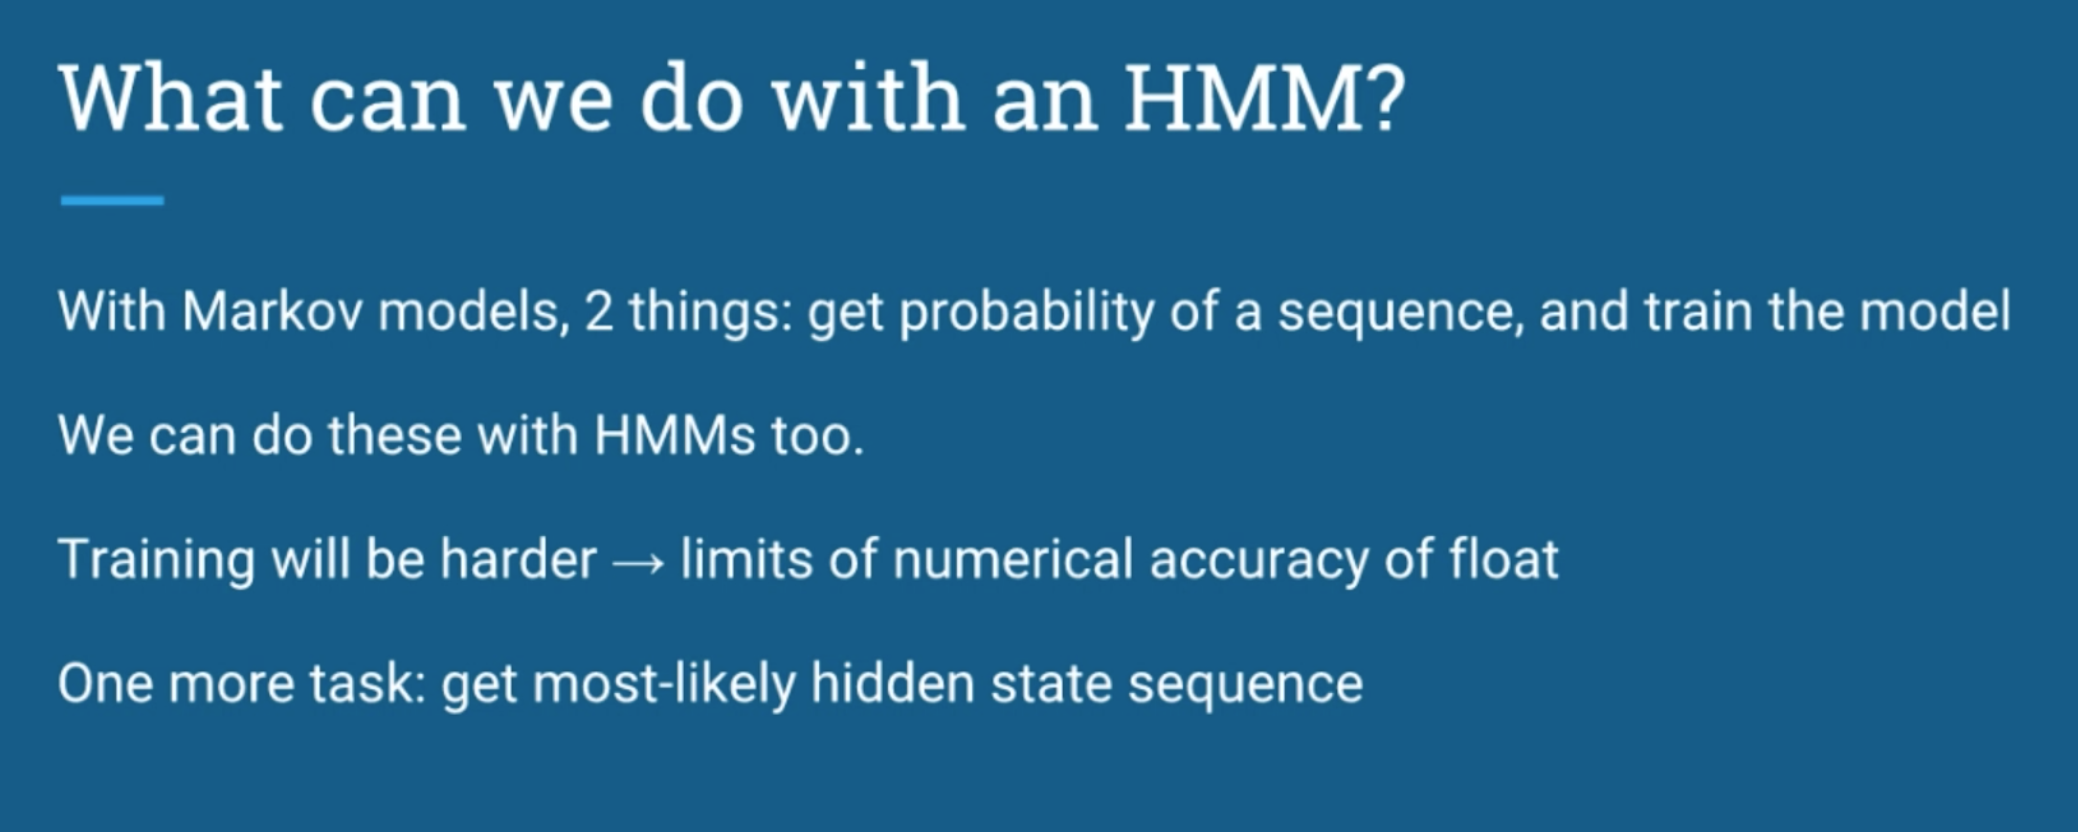 What can we do with an HMM?
With Markov models, 2 things: get probability of a sequence, and train the model
We can do these with HMMs too.
Training will be harder → limits of numerical accuracy of float
One more task: get most-likely hidden state sequence